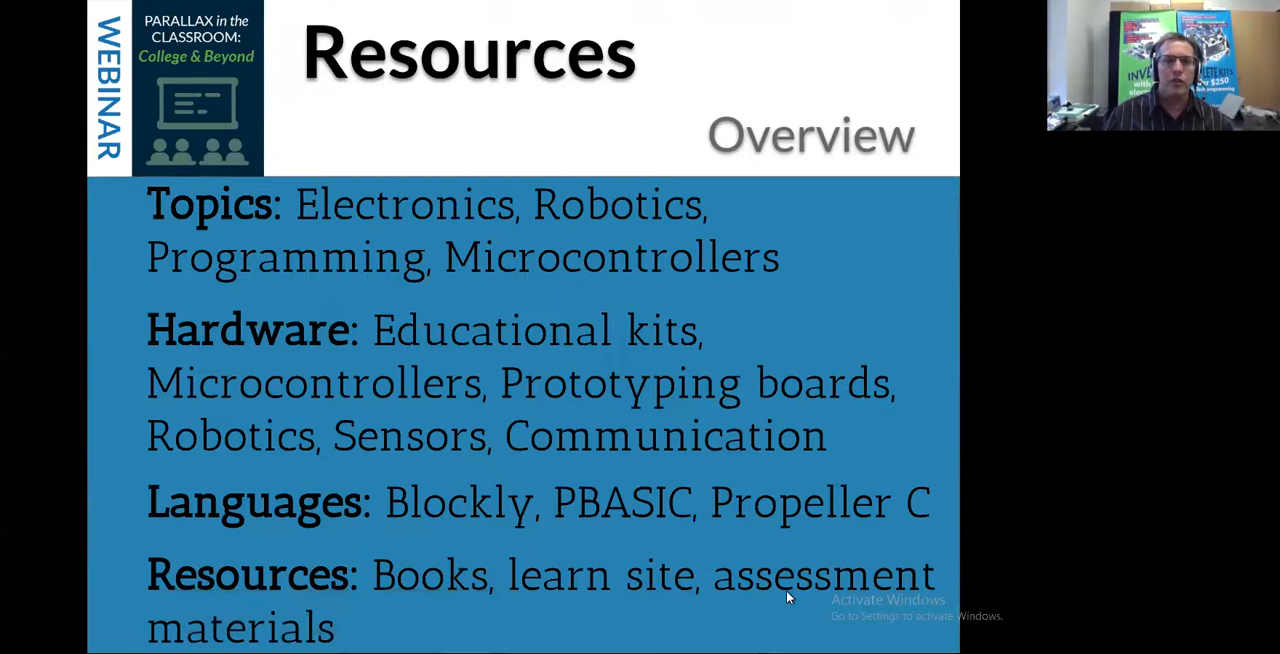 WEBINAR
PARALLAX in the
CLASSROOM:
College & Beyond
Resources
Overview
Topics: Electronics, Robotics,
Programming, Microcontrollers
Hardware: Educational kits,
Microcontrollers, Prototyping boards,
Robotics, Sensors, Communication
Languages: Blockly, PBASIC, Propeller C
Resources: Books, learn site, assessment
materials
Activate Windows
Go to Settings to activate Windows.